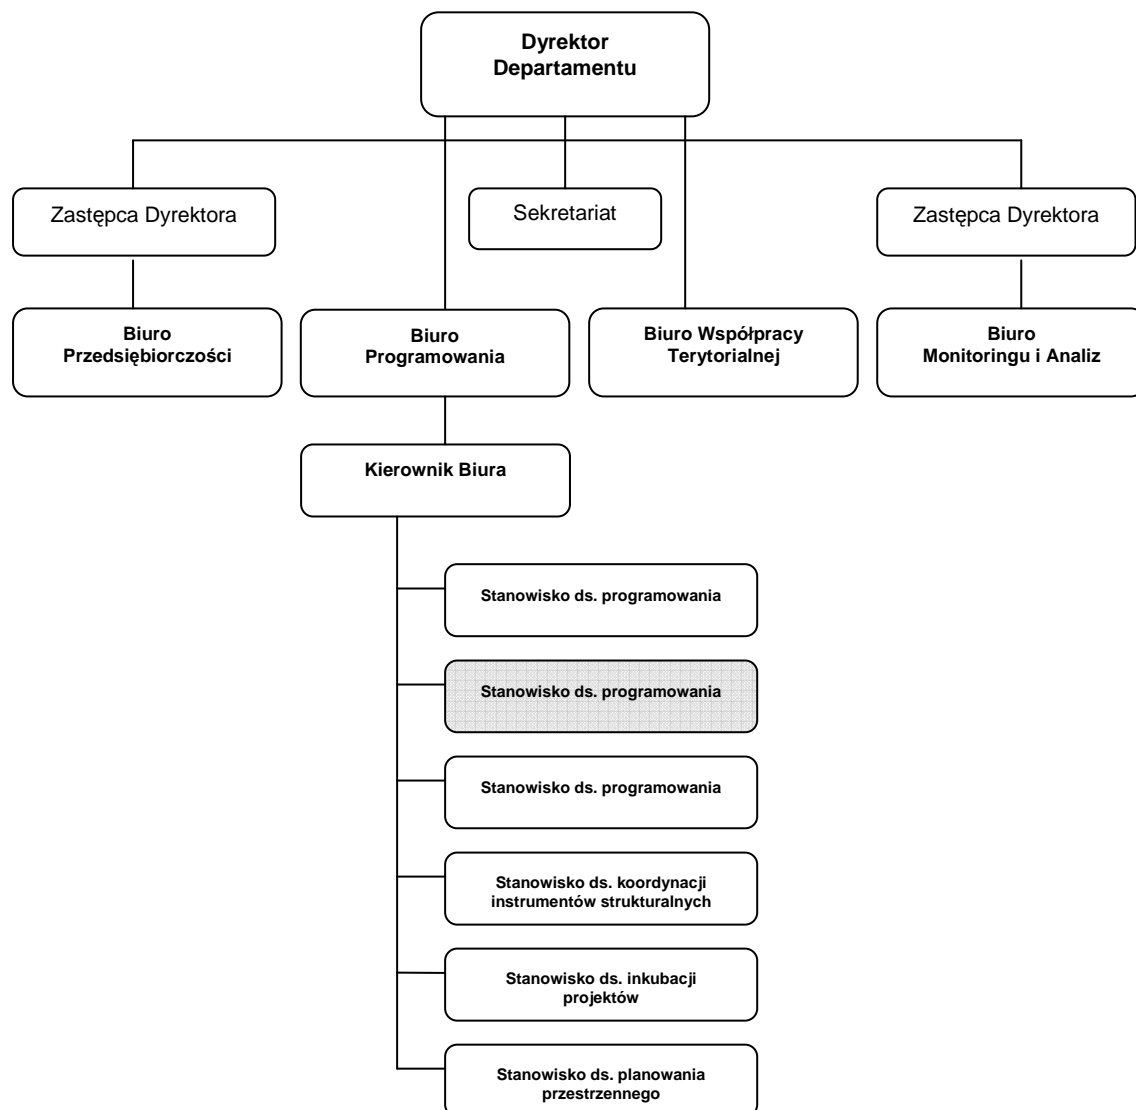 Dyrektor
Departamentu
Zastępca Dyrektora
Sekretariat
Zastępca Dyrektora
Biuro
Przedsiębiorczości
Biuro
Programowania
Biuro Współpracy
Terytorialnej
Biuro
Monitoringu i Analiz
Kierownik Biura
Stanowisko ds. programowania
Stanowisko ds. programowania
Stanowisko ds. programowania
Stanowisko ds. koordynacji
instrumentów strukturalnych
Stanowisko ds. inkubacji
projektów
Stanowisko ds. planowania
przestrzennego